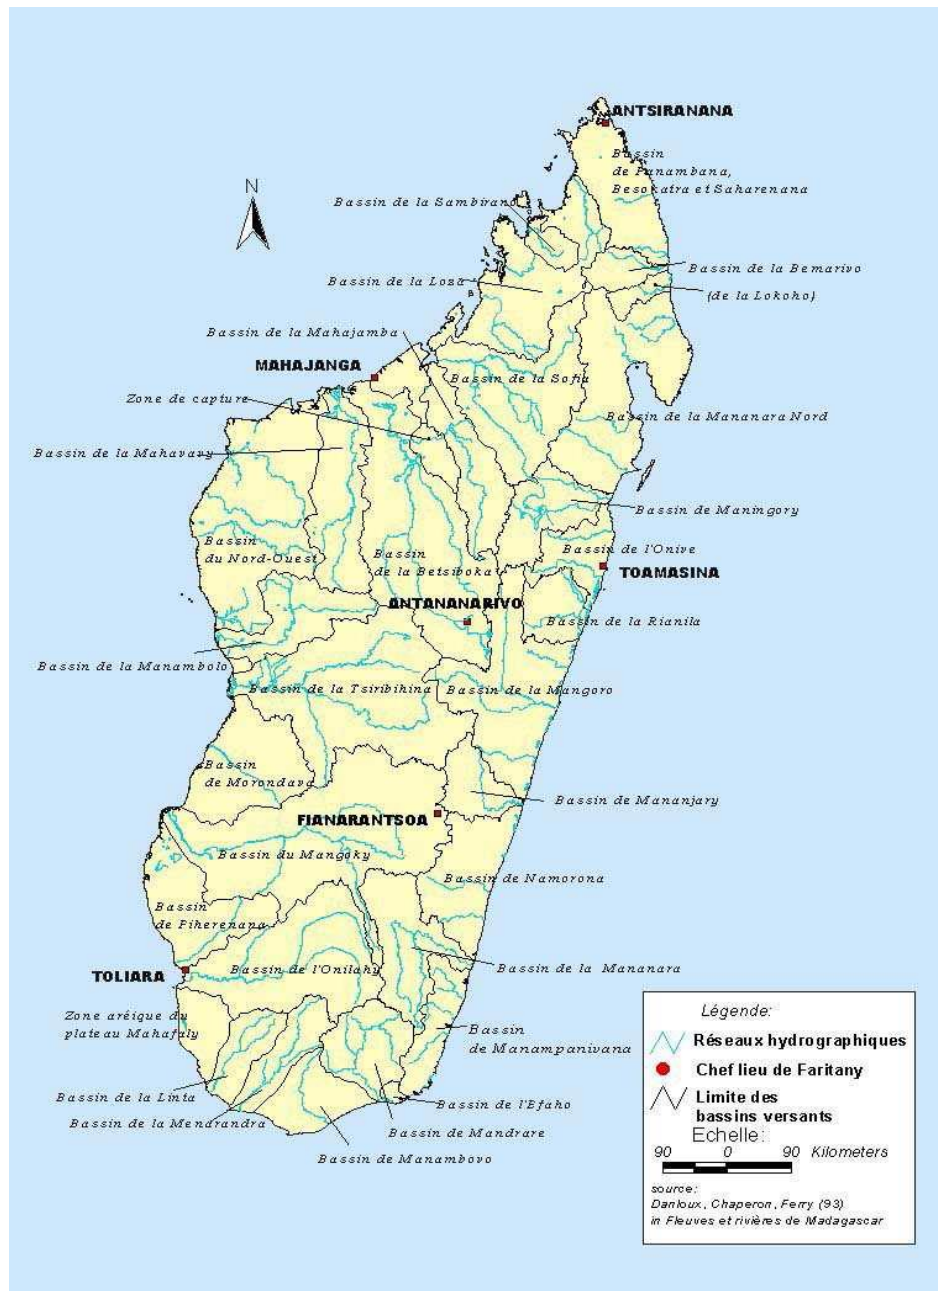 ANTSIRANANA
Bassin
de Panambana,
Besokatra et Saharenana
N
Bassin de la Sambirano
Bassin de la Bemarivo
Bassin de la Loza
(de la Lokoho)
Bassin de la Mahajamba
MAHAJANGA
Bassin de la Sofia
Zone de capture
Bassin de la Mananara Nord
Bassin de la Mahavavy
Bassin de Maningory
Bassin
du Nord-Ouest
Bassin
de la Betsiboka
Bassin de l'Onive
TOAMASINA
ANTANANARIVO
Bassin de la Rianila
Bassin de la Manambolo
Bassin de la Tsiribihina
Bassin de la Mangoro
Bassin
de Morondava
Bassin de Mananjary
FIANARANTSOA
Bassin du Mangoky
Bassin de Namorona
Bassin
de Fiherenana
Bassin de l'Onilahy
Bassin de la Mananara
TOLIARA
Zone aréique du
plateau Mahafaly
Bassin
de Manampanivana
Bassin de la Linta
Bassin de l'Efaho
Bassin de la Mendrandra
Bassin de Mandrare
Bassin de Manambovo
Légende:
Réseaux hydrographiques
Chef lieu de Faritany
Limite des
bassins versants
Echelle:
90 0 90 Kilometers
source:
Danloux, Chaperon, Ferry (93)
in Fleuves et rivières de Madagascar